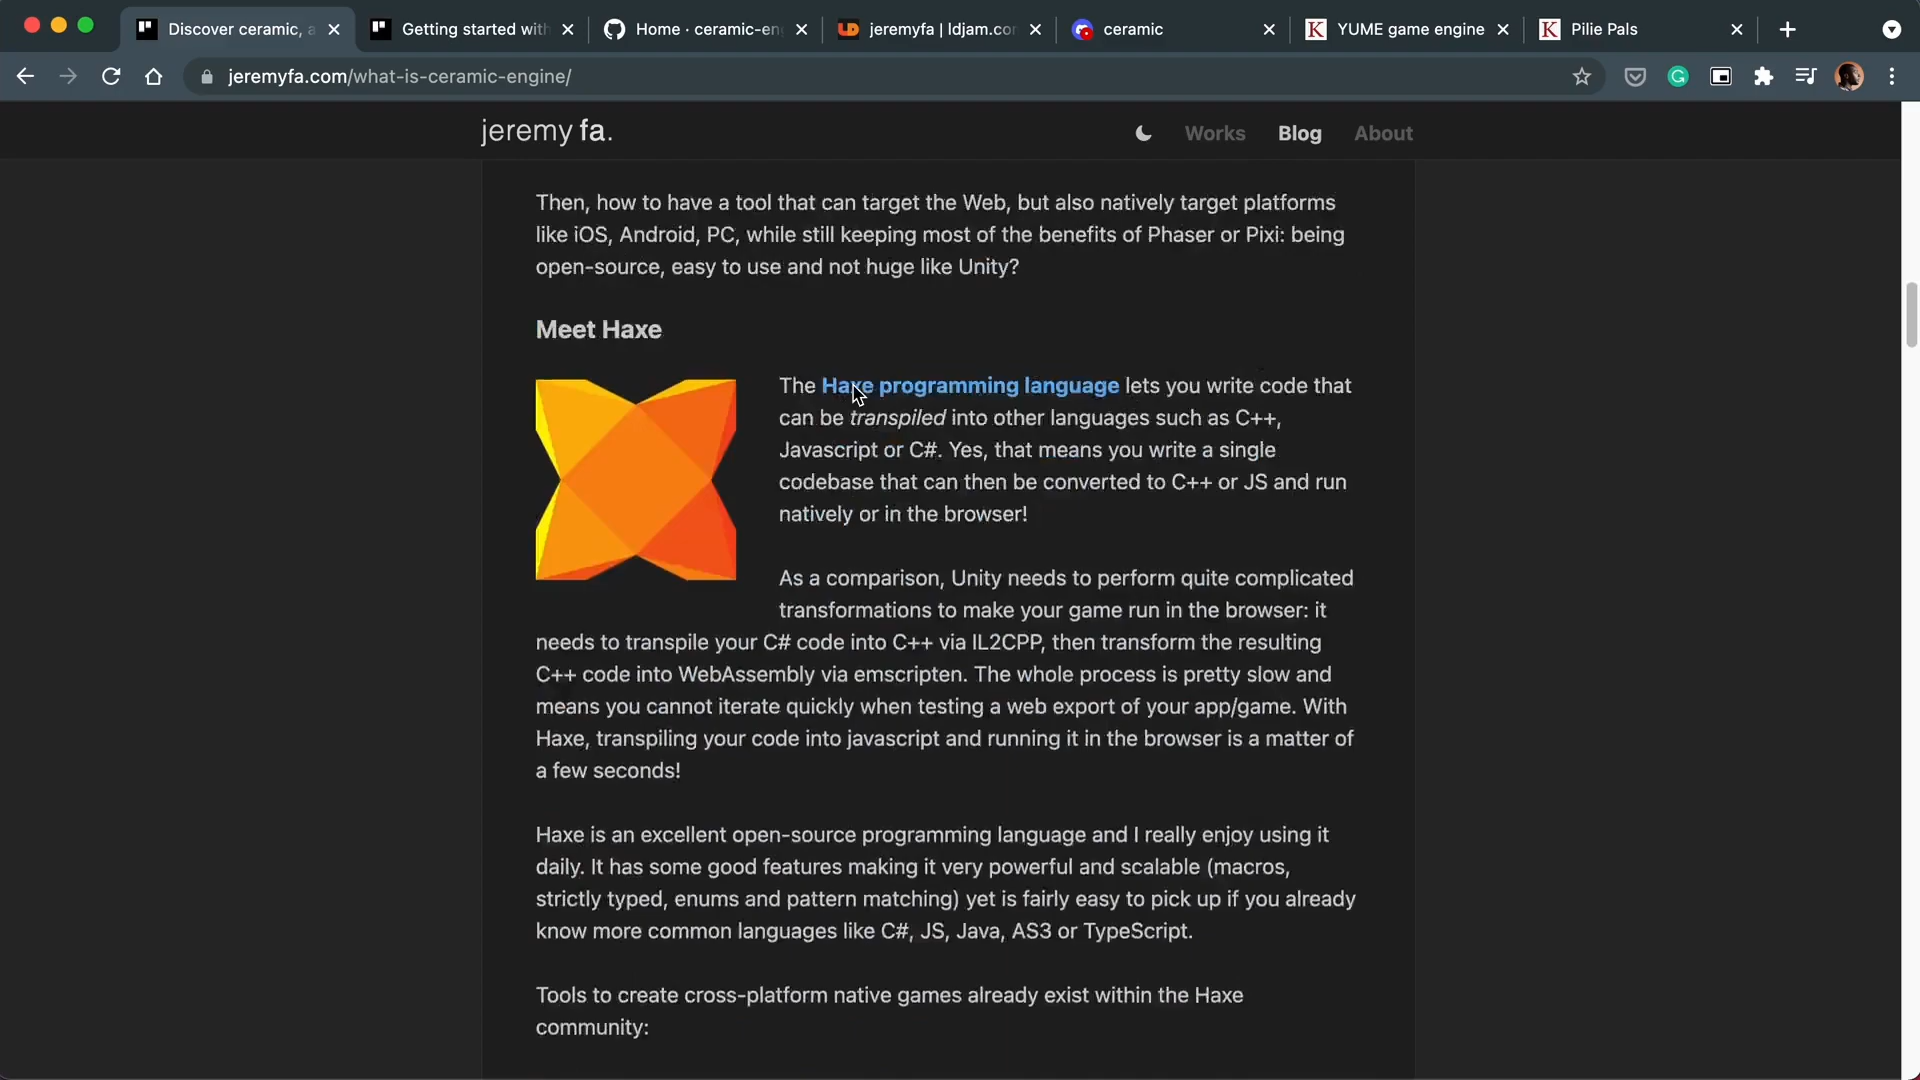 Discover ceramic, a
Getting started with
Home · ceramic-en
jeremyfa | ldjam.co
ceramic
YUME game engine
Pilie Pals
jeremyfa.com/what-is-ceramic-engine/
jeremy fa.
Works
Blog
About
Then, how to have a tool that can target the Web, but also natively target platforms
like iOS, Android, PC, while still keeping most of the benefits of Phaser or Pixi: being
open-source, easy to use and not huge like Unity?
Meet Haxe
The Haxe programming language lets you write code that
can be transpiled into other languages such as C++,
Javascript or C#. Yes, that means you write a single
codebase that can then be converted to C++ or JS and run
natively or in the browser!
As a comparison, Unity needs to perform quite complicated
transformations to make your game run in the browser: it
needs to transpile your C# code into C++ via IL2CPP, then transform the resulting
C++ code into WebAssembly via emscripten. The whole process is pretty slow and
means you cannot iterate quickly when testing a web export of your app/game. With
Haxe, transpiling your code into javascript and running it in the browser is a matter of
a few seconds!
Haxe is an excellent open-source programming language and I really enjoy using it
daily. It has some good features making it very powerful and scalable (macros,
strictly typed, enums and pattern matching) yet is fairly easy to pick up if you already
know more common languages like C#, JS, Java, AS3 or TypeScript.
Tools to create cross-platform native games already exist within the Haxe
community: